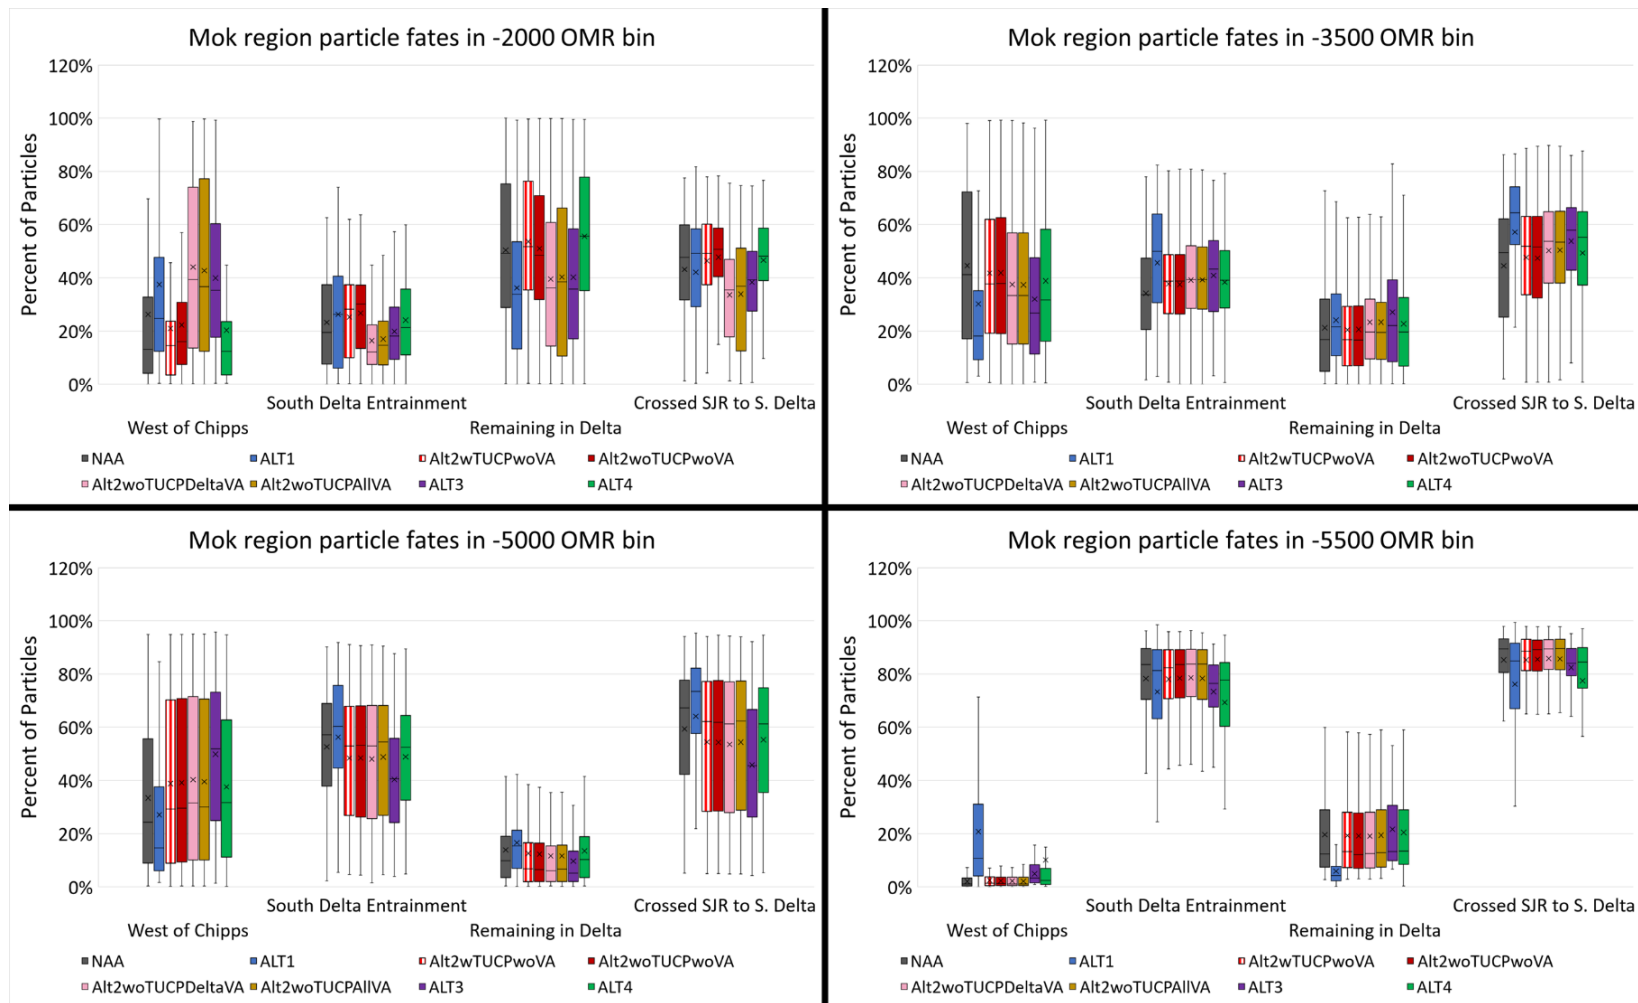 Mok region particle fates in -2000 OMR bin
Percent of Particles
120%
100%
80%
60%
40%
20%
0%
South Delta Entrainment
Crossed SJR to S. Delta
West of Chipps
Remaining in Delta
NAA ALT1 Alt2wTUCPwoVA Alt2woTUCPwoVA
Alt2woTUCPDeltaVA Alt2woTUCPAllVA ALT3 ALT4
Mok region particle fates in -3500 OMR bin
Percent of Particles
120%
100%
80%
60%
40%
20%
0%
South Delta Entrainment
Crossed SJR to S. Delta
West of Chipps
Remaining in Delta
NAA ALT1 Alt2wTUCPwoVA Alt2woTUCPwoVA
Alt2woTUCPDeltaVA Alt2woTUCPAllVA ALT3 ALT4
Mok region particle fates in -5000 OMR bin
Percent of Particles
120%
100%
80%
60%
40%
20%
0%
South Delta Entrainment
Crossed SJR to S. Delta
West of Chipps
Remaining in Delta
NAA ALT1 Alt2wTUCPwoVA Alt2woTUCPwoVA
Alt2woTUCPDeltaVA Alt2woTUCPAllVA ALT3 ALT4
Mok region particle fates in -5500 OMR bin
Percent of Particles
120%
100%
80%
60%
40%
20%
0%
South Delta Entrainment
Crossed SJR to S. Delta
West of Chipps
Remaining in Delta
NAA ALT1 Alt2wTUCPwoVA Alt2woTUCPwoVA
Alt2woTUCPDeltaVA Alt2woTUCPAllVA ALT3 ALT4